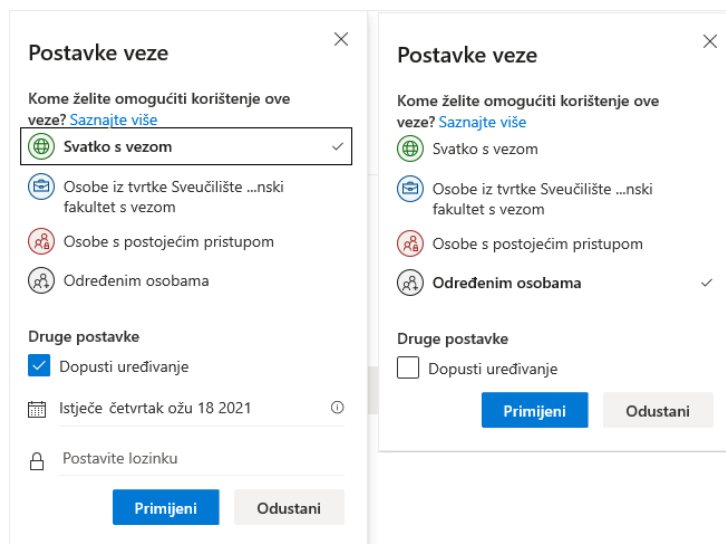 Postavke veze
Kome želite omogućiti korištenje ove
veze? Saznajte više
Svatko s vezom
Osobe iz tvrtke Sveučilište ...nski
fakultet s vezom
Osobe s postojećim pristupom
Određenim osobama
Druge postavke
Dopusti uređivanje
Istječe četvrtak ožu 18 2021
Postavite lozinku
Primijeni
Odustani
Postavke veze
Kome želite omogućiti korištenje ove
veze? Saznajte više
Svatko s vezom
Osobe iz tvrtke Sveučilište ...nski
fakultet s vezom
Osobe s postojećim pristupom
Određenim osobama
Druge postavke
Dopusti uređivanje
Primijeni
Odustani